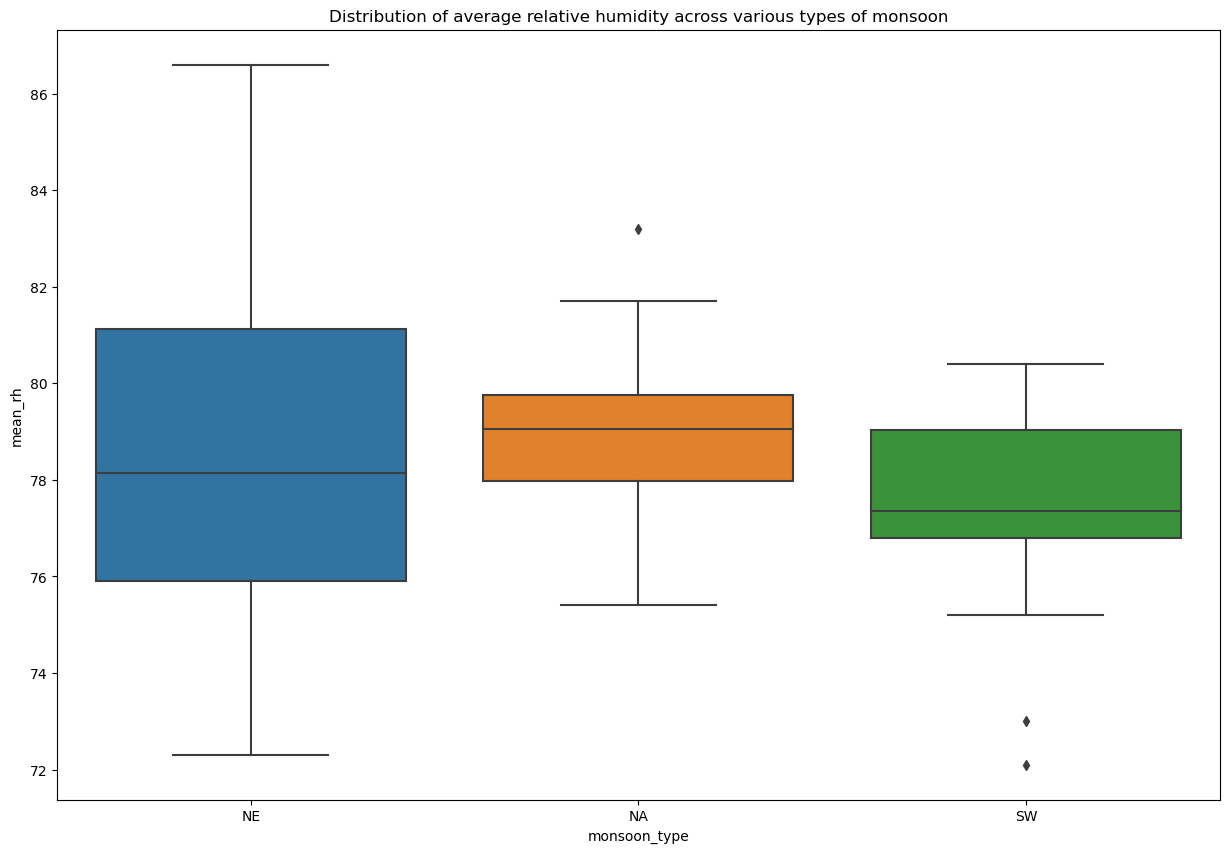 Distribution of average relative humidity across various types of monsoon
86
84
82
80
78
76
74
72
mean_rh
NE
NA
SW
monsoon_type